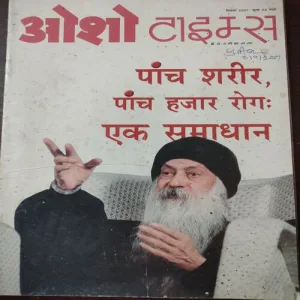 ओशो टाइम्स
पांच शरीर,
पांच हजार रोगः
एक समाधान